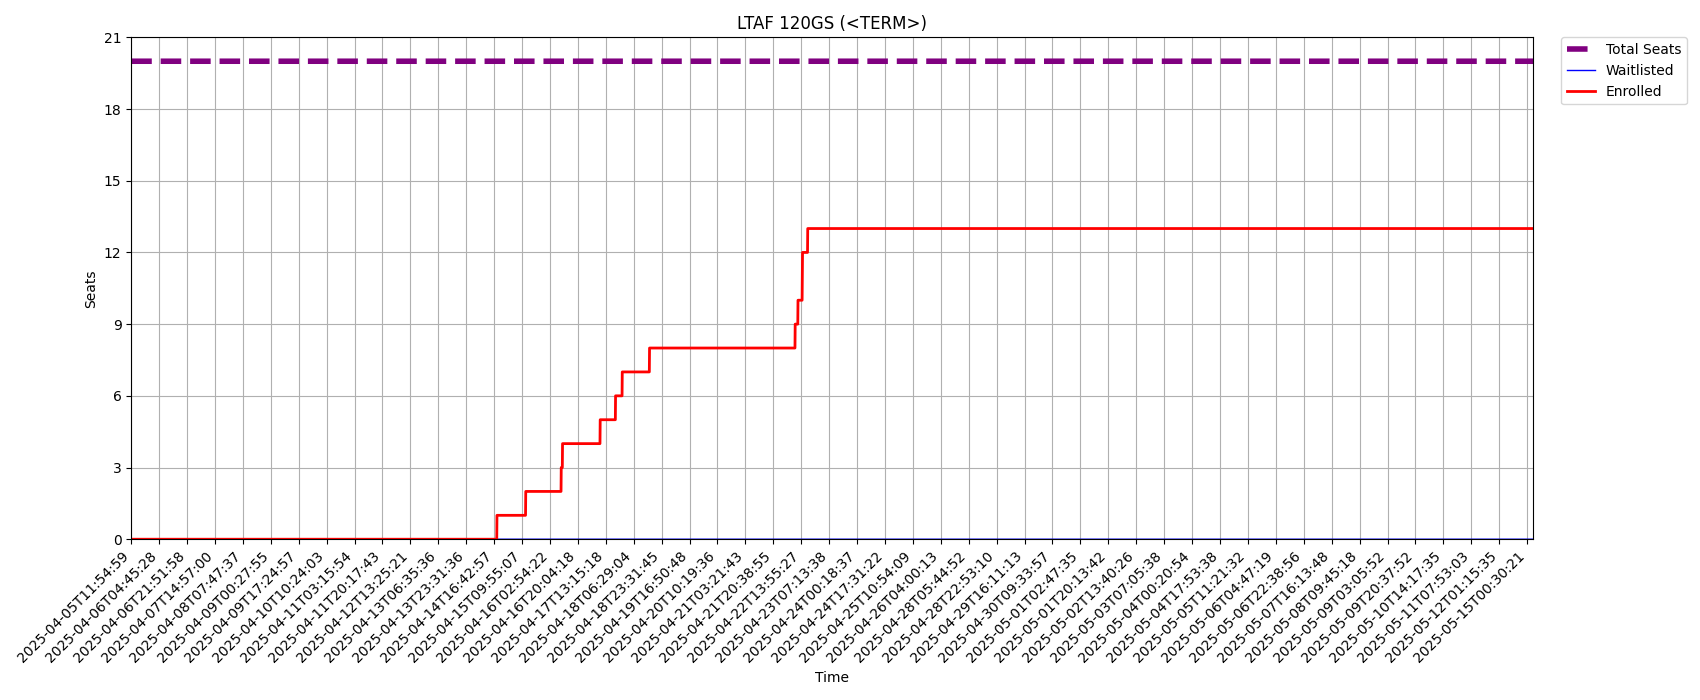 LTAF 120GS (<TERM>)
Total Seats
Waitlisted
Enrolled
Seats
21
18
15
12
9
6
3
0
2025-04-05T11:54:59
2025-04-06T04:45:28
2025-04-06T21:51:58
2025-04-07T14:57:00
2025-04-08T07:47:37
2025-04-09T00:27:55
2025-04-09T17:24:57
2025-04-10T10:24:03
2025-04-11T03:15:54
2025-04-11T20:17:43
2025-04-12T13:25:21
2025-04-13T06:35:36
2025-04-13T23:31:36
2025-04-14T16:42:57
2025-04-15T09:55:07
2025-04-16T02:54:22
2025-04-16T20:04:18
2025-04-17T13:15:18
2025-04-18T06:29:04
2025-04-18T23:31:45
2025-04-19T16:50:48
2025-04-20T10:19:36
2025-04-21T03:21:43
2025-04-21T20:38:55
2025-04-22T13:55:27
2025-04-23T07:13:38
2025-04-24T00:18:37
2025-04-24T17:31:22
2025-04-25T10:54:09
2025-04-26T04:00:13
2025-04-28T05:44:52
2025-04-28T22:53:10
2025-04-29T16:11:13
2025-04-30T09:33:57
2025-05-01T02:47:35
2025-05-01T20:13:42
2025-05-02T13:40:26
2025-05-03T07:05:38
2025-05-04T00:20:54
2025-05-04T17:53:38
2025-05-05T11:21:32
2025-05-06T04:47:19
2025-05-06T22:38:56
2025-05-07T16:13:48
2025-05-08T09:45:18
2025-05-09T03:05:52
2025-05-09T20:37:52
2025-05-10T14:17:35
2025-05-11T07:53:03
2025-05-12T01:15:35
2025-05-15T00:30:21
Time